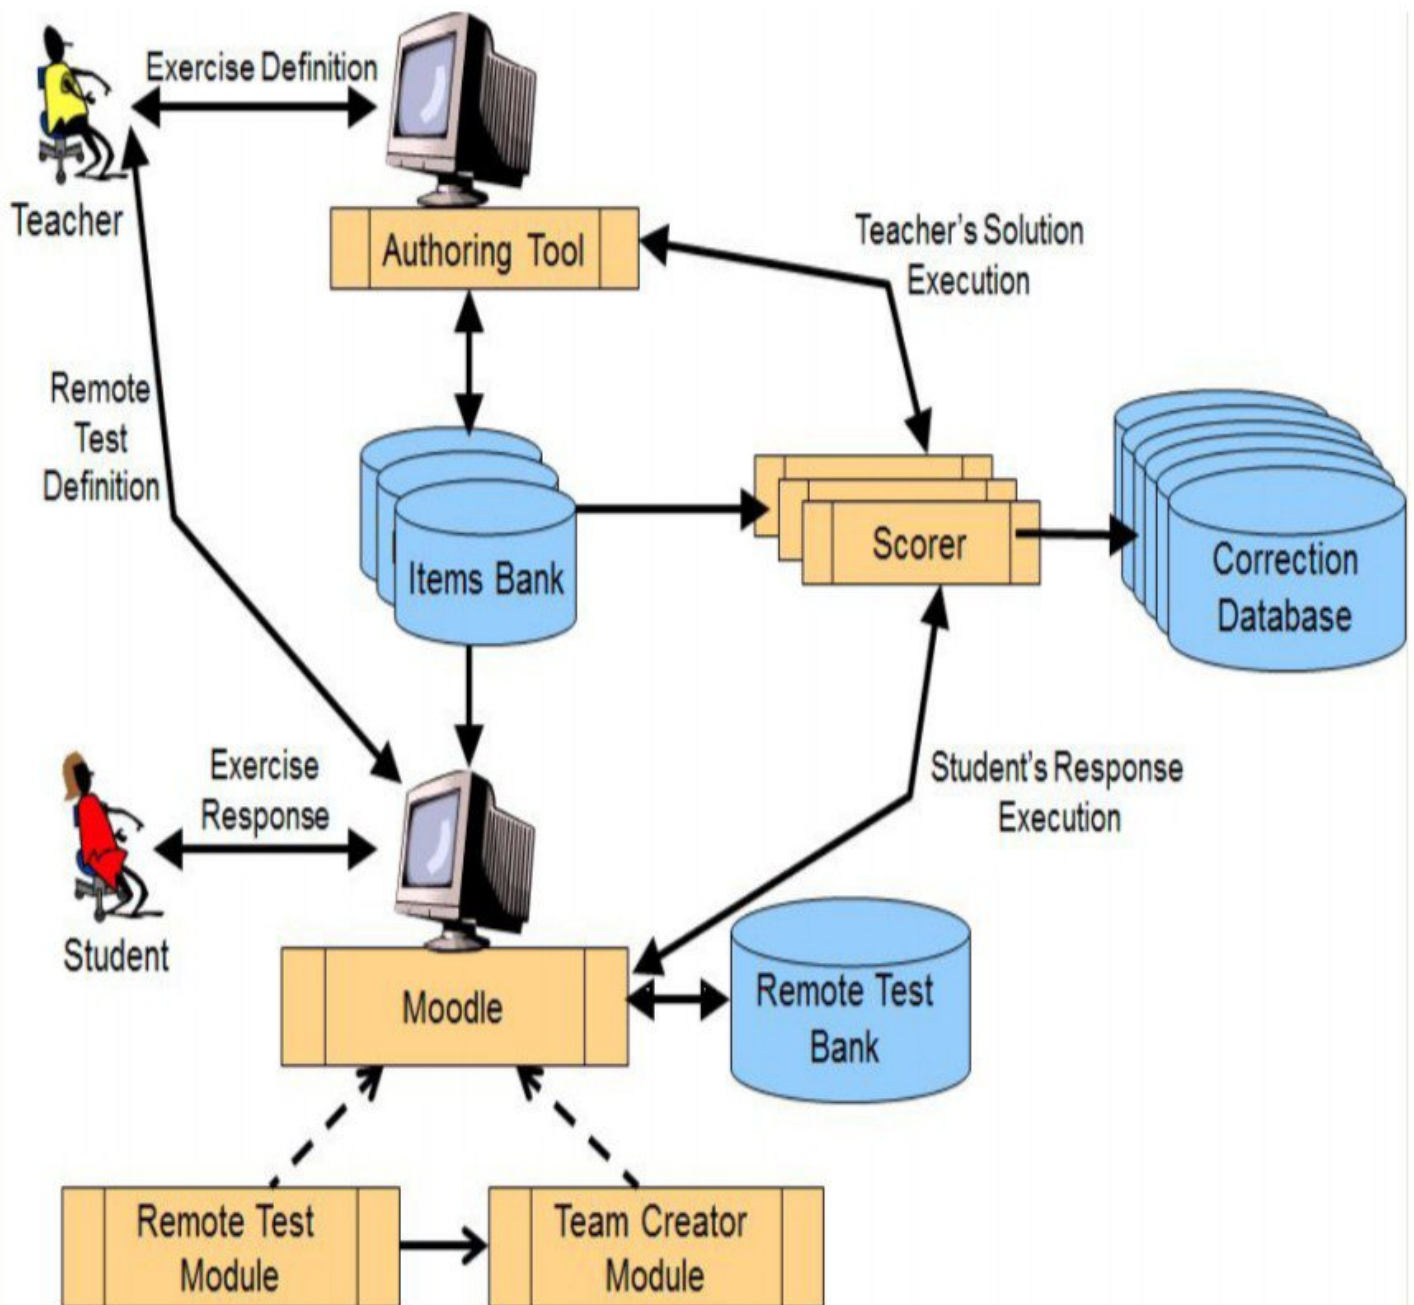 Exercise Definition
Teacher
Authoring Tool
Teacher's Solution
Execution
Remote
Test
Definition
Items Bank
Scorer
Correction
Database
Exercise
Response
Student's Response
Execution
Student
Moodle
Remote Test
Bank
Remote Test
Module
Team Creator
Module